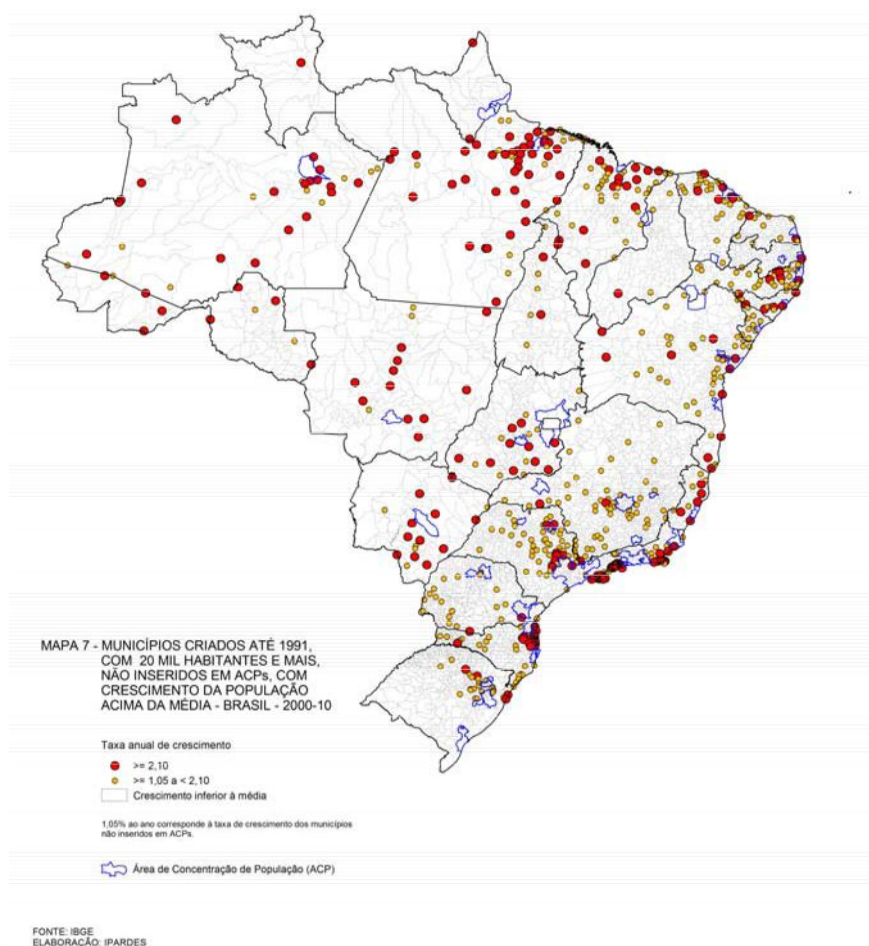 MAPA 7 - MUNICÍPIOS CRIADOS ATÉ 1991,
COM 20 MIL HABITANTES E MAIS,
NÃO INSERIDOS EM ACPs, COM
CRESCIMENTO DA POPULAÇÃO
ACIMA DA MÉDIA - BRASIL - 2000-10
Taxa anual de crescimento
>= 2,10
>= 1,05 a < 2,10
Crescimento inferior à média
1,05% ao ano corresponde à taxa de crescimento dos municípios
não inseridos em ACPs.
Área de Concentração de População (ACP)
FONTE: IBGE
ELABORAÇÃO: IPARDES